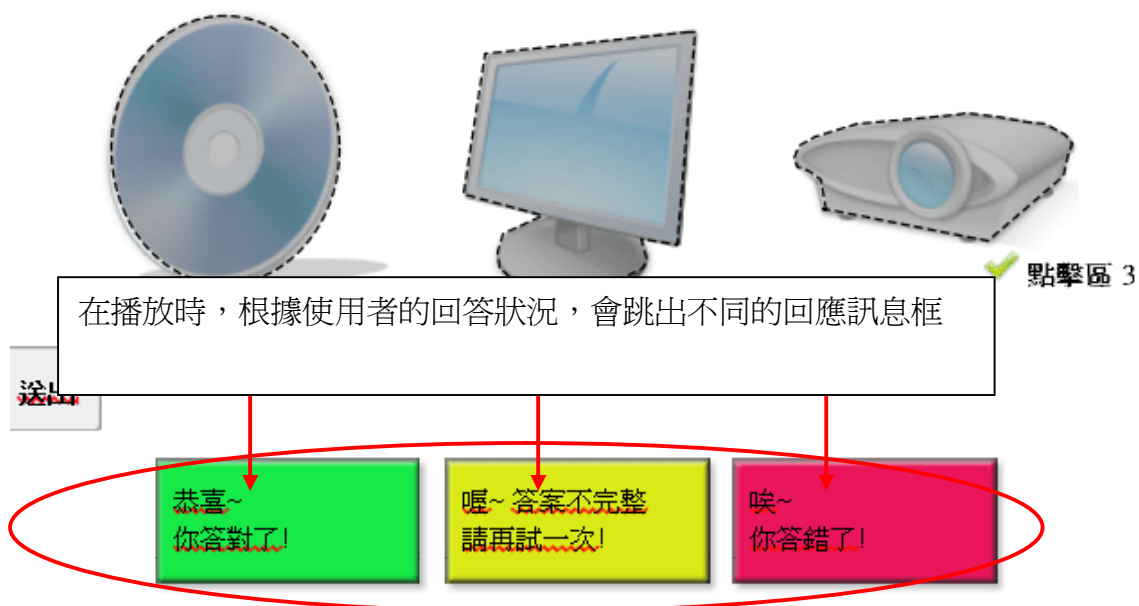 點擊區 3
在播放時，根據使用者的回答狀況，會跳出不同的回應訊息框
送出
恭喜~
你答對了!
喔~ 答案不完整
請再試一次!
唉~
你答錯了!